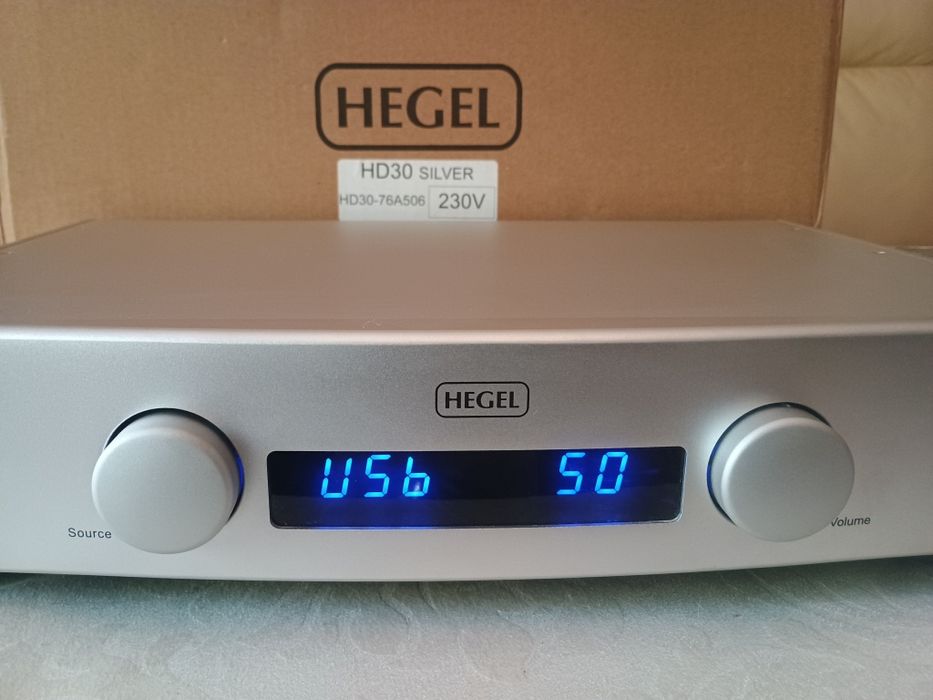 HEGEL
HD30 SILVER
HD30-76A506 230V
HEGEL
USb 50
Source
Volume